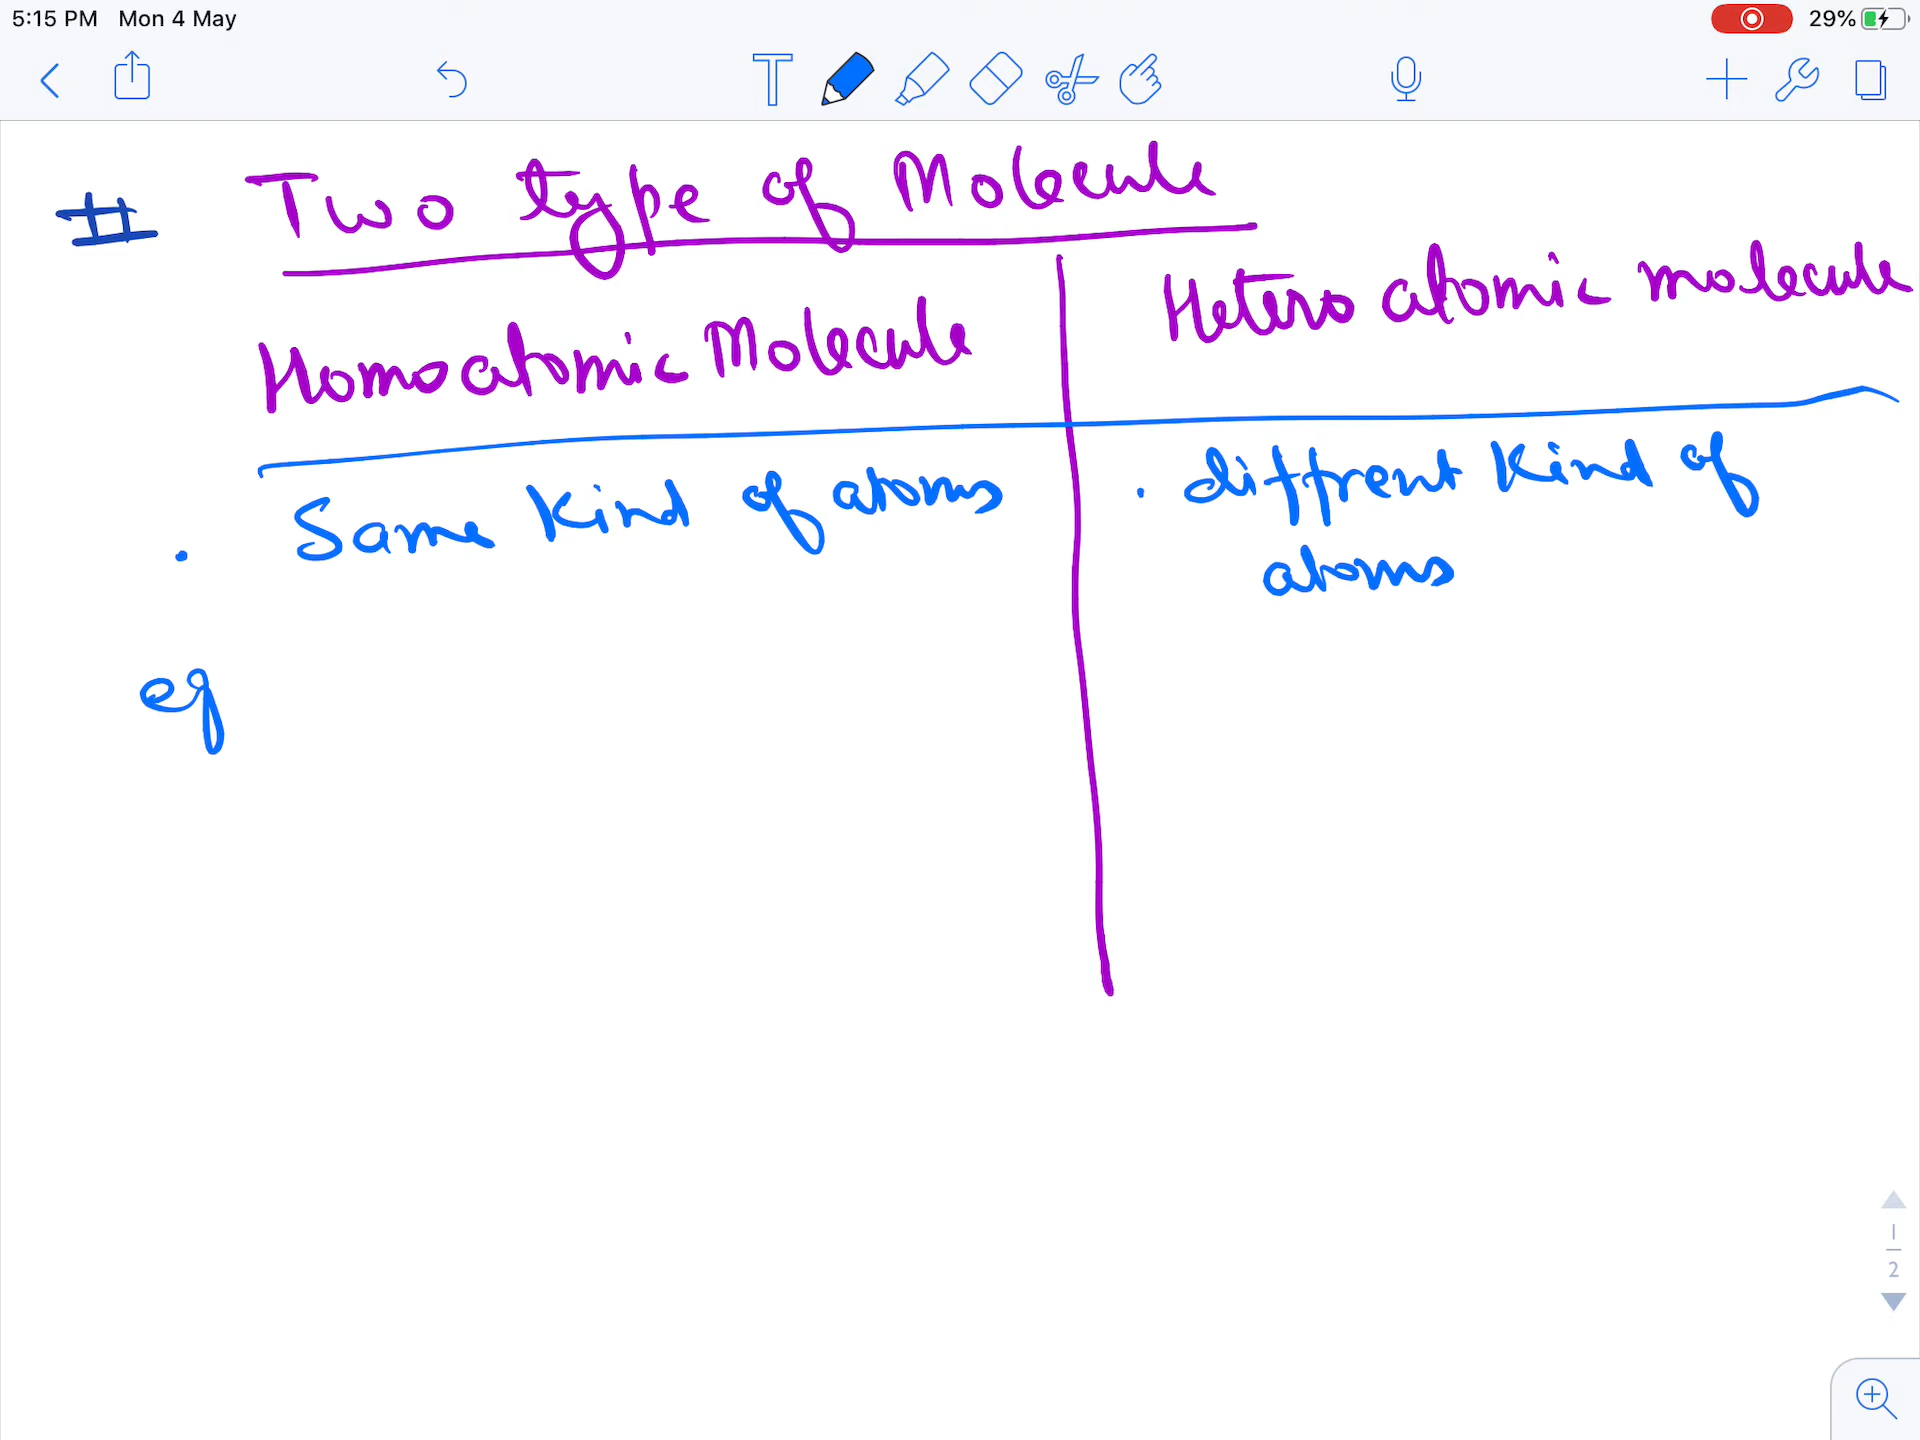 5:15 PM Mon 4 May
29%
T
# Two type of Molecule
Homoatomic Molecule
Hetero atomic molecule
. Same Kind of atoms
. diffrent Kind of
atoms
eg
1
2